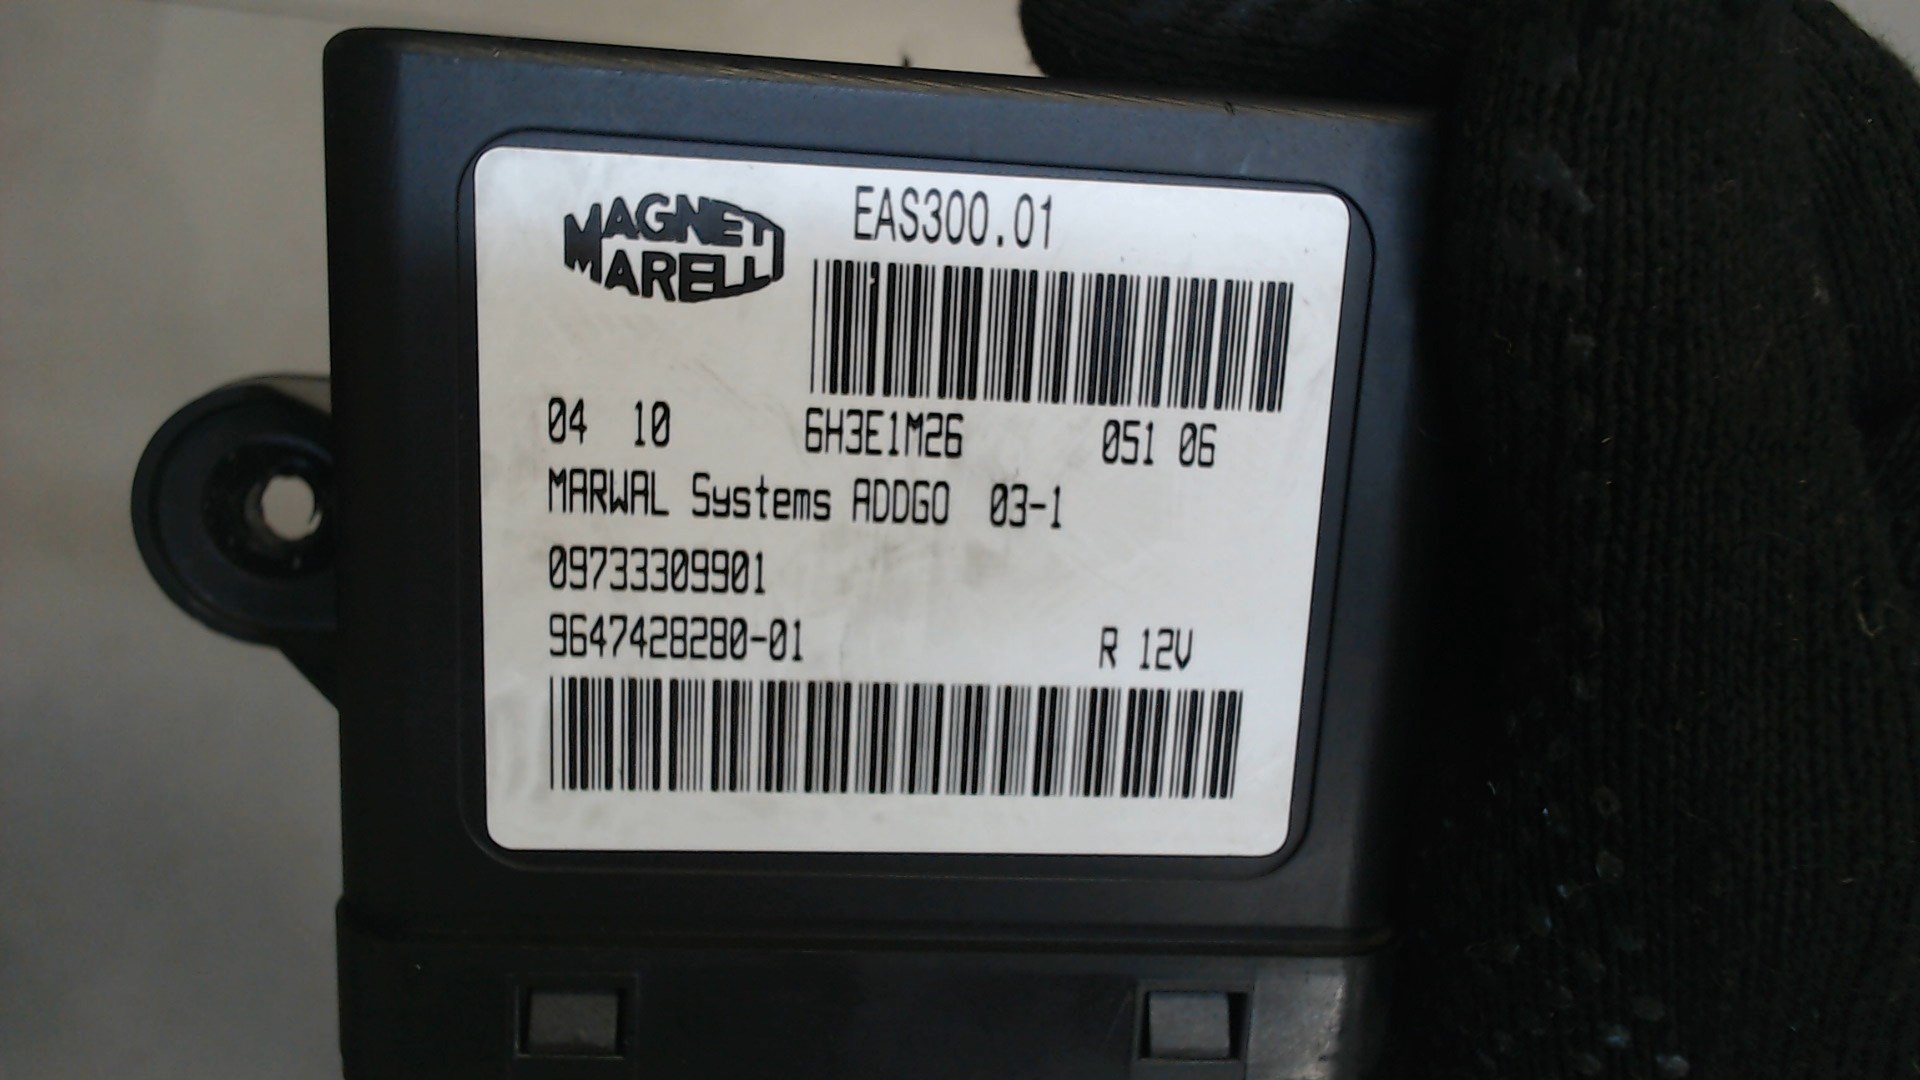 MAGNETI
MARELLI
EAS300.01
04 10 6H3E1M26 051 06
MARWAL Systems ADDGO 03-1
09733309901
9647428280-01 R 12V